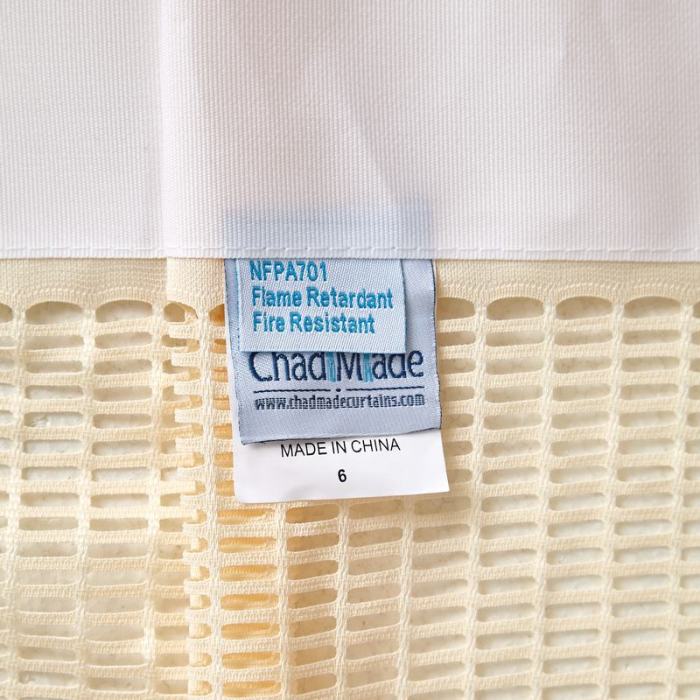 NFPA701
Flame Retardant
Fire Resistant
ChadMade
www.chadmadecurtains.com
MADE IN CHINA
6